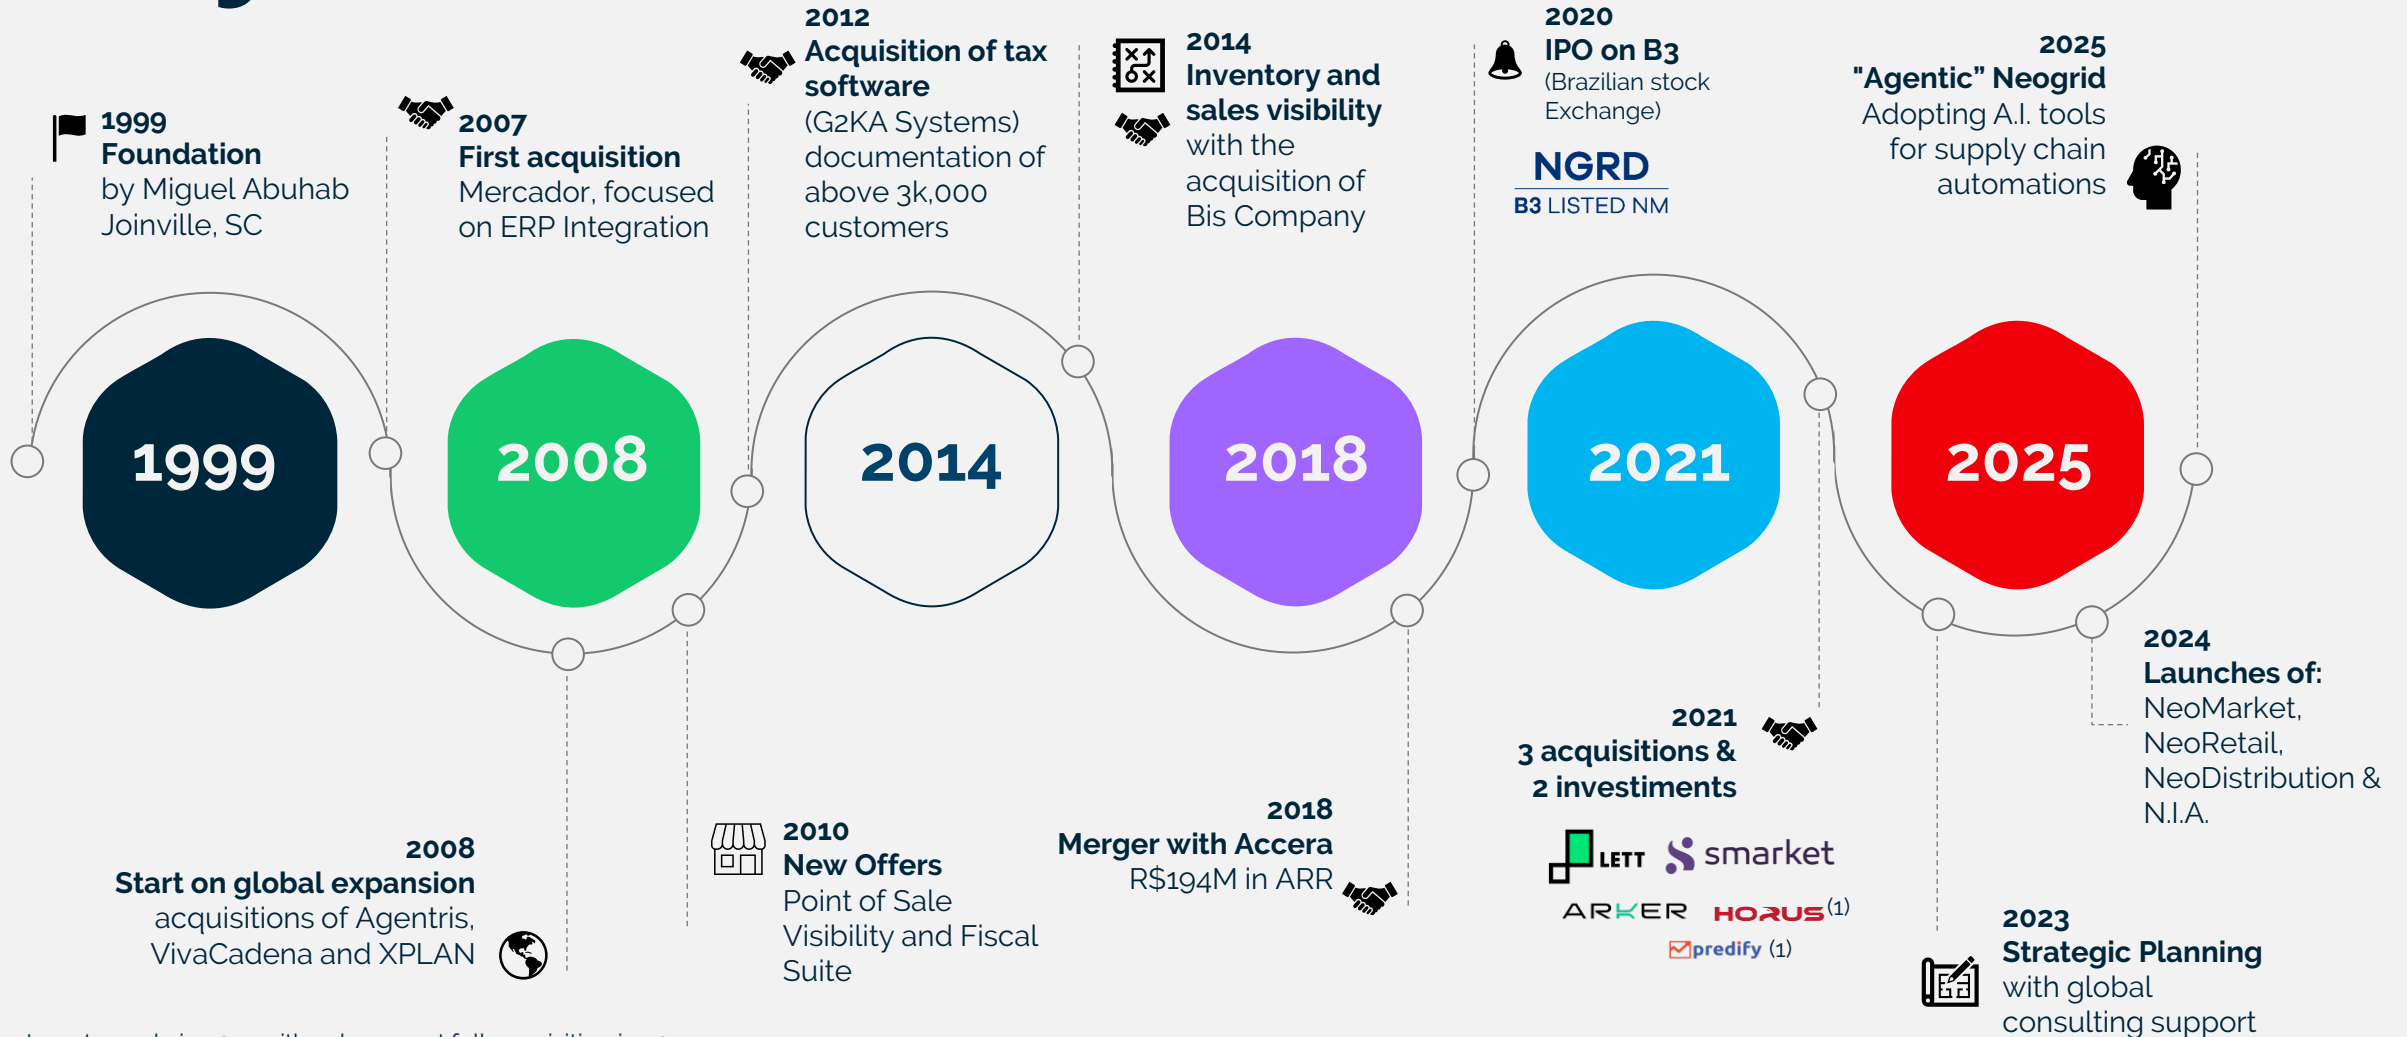 1999
Foundation
by Miguel Abuhab
Joinville, SC
2007
First acquisition
Mercador, focused
on ERP Integration
2012
Acquisition of tax
software
(G2KA Systems)
documentation of
above 3k,000
customers
2014
Inventory and
sales visibility
with the
acquisition of
Bis Company
2020
IPO on B3
(Brazilian stock
Exchange)
NGRD
B3 LISTED NM
2025
"Agentic” Neogrid
Adopting A.I. tools
for supply chain
automations
1999
2008
2014
2018
2021
2025
2008
Start on global expansion
acquisitions of Agentris,
VivaCadena and XPLAN
2010
New Offers
Point of Sale
Visibility and Fiscal
Suite
2018
Merger with Accera
R$194M in ARR
2021
3 acquisitions &
2 investiments
LETT
smarket
ARKER
HORUS (1)
predify (1)
2023
Strategic Planning
with global
consulting support
2024
Launches of:
NeoMarket,
NeoRetail,
NeoDistribution &
N.I.A.